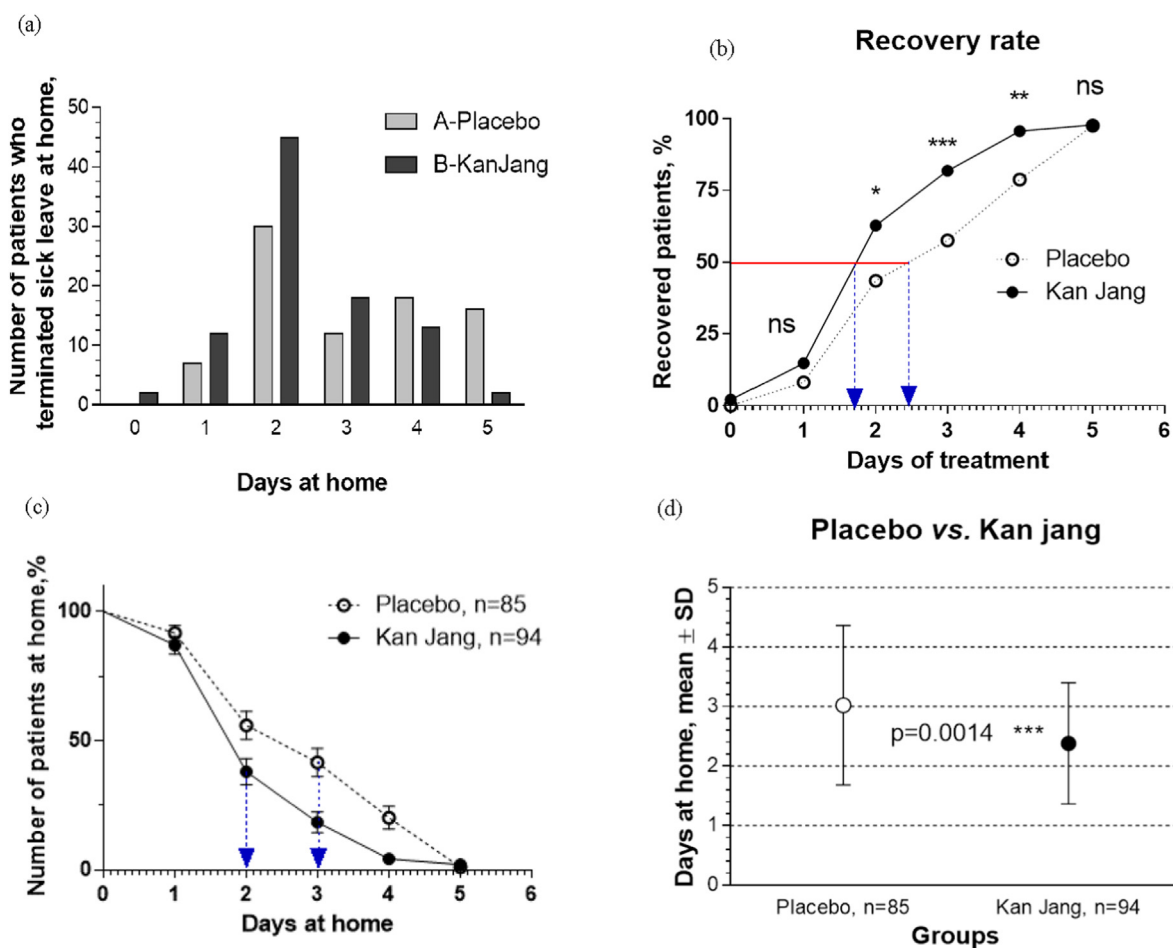 (a)
Number of patients who
terminated sick leave at home,
50
40
30
20
10
0
A-Placebo
B-KanJang
0 1 2 3 4 5
Days at home
(b)
Recovery rate
Recovered patients, %
100
75
50
25
0
ns
*
***
**
ns
Placebo
Kan Jang
0 1 2 3 4 5 6
Days of treatment
(c)
Number of patients at home,%
100
50
0
Placebo, n=85
Kan Jang, n=94
0 1 2 3 4 5 6
Days at home
(d)
Placebo vs. Kan jang
Days at home, mean ± SD
5
4
3
2
1
0
p=0.0014 ***
Placebo, n=85 Kan Jang, n=94
Groups